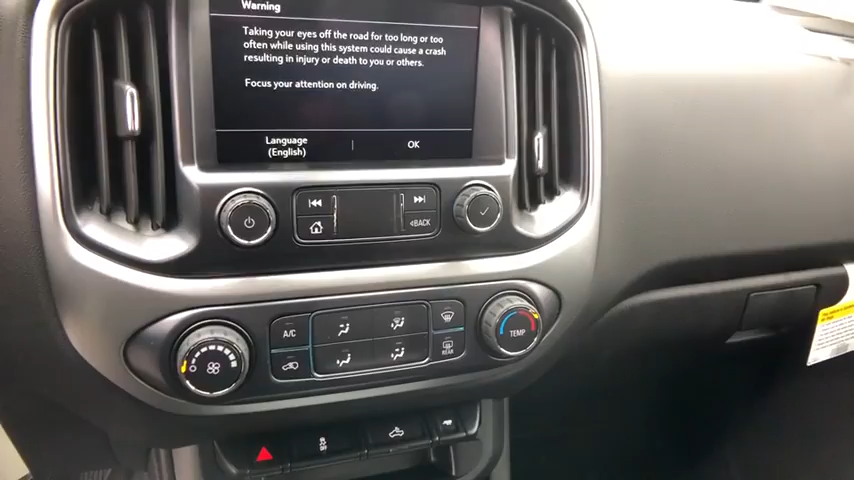 Warning
Taking your eyes off the road for too long or too
often while using this system could cause a crash
resulting in injury or death to you or others.
Focus your attention on driving.
Language
(English)
OK
BACK
A/C
REAR
TEMP
OFF